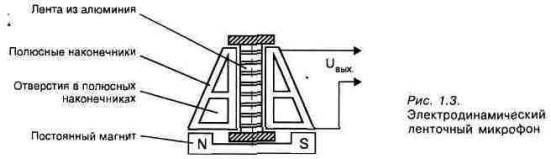 Лента из алюминия
Полюсные наконечники
Отверстия в полюсных
наконечниках
Постоянный магнит
N
S
Uвых.
Рис. 1.3.
Электродинамический
ленточный микрофон